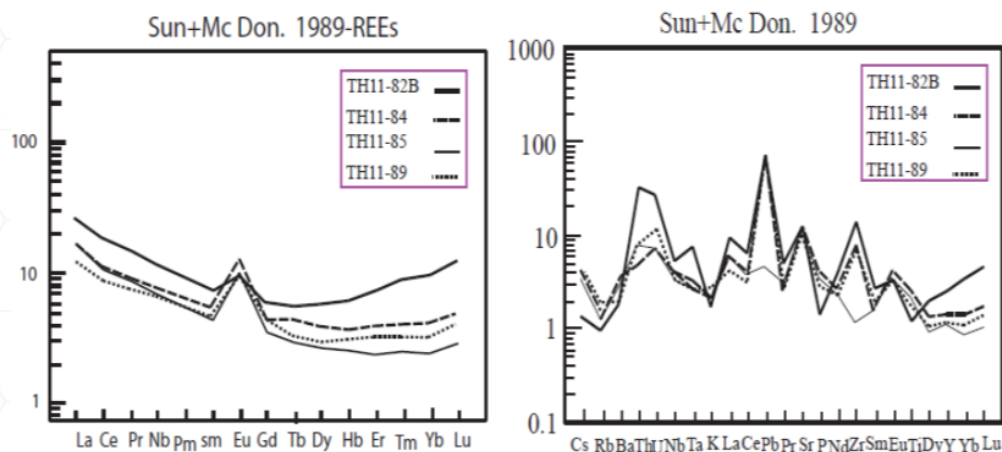 Sun+Mc Don. 1989-REEs
TH11-82B
TH11-84
TH11-85
TH11-89
100
10
1
La Ce Pr Nb Pm sm Eu Gd Tb Dy Hb Er Tm Yb Lu
Sun+Mc Don. 1989
1000
TH11-82B
TH11-84
TH11-85
TH11-89
100
10
1
0.1
Cs Rb Ba Th U Nb Ta K La Ce Pb Pr Sr P Nd Zr Sm Eu Ti Dy Y Yb Lu